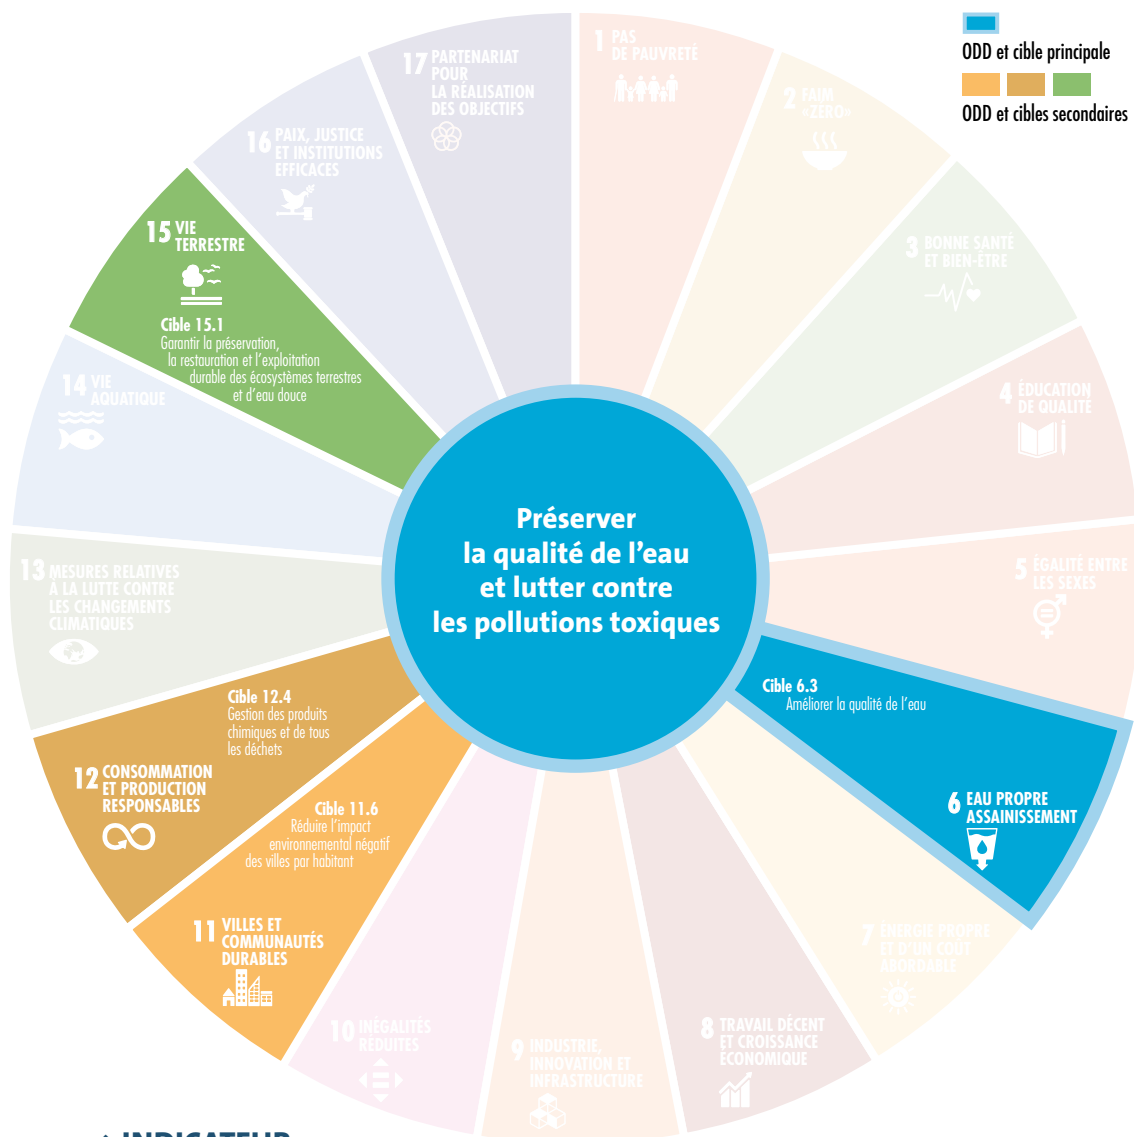 ODD et cible principale
ODD et cibles secondaires
1 PAS
DE PAUVRETÉ
2 FAIM
«ZERO»
3 BONNE SANTÉ
ET BIEN-ÊTRE
4 ÉDUCATION
DE QUALITÉ
5 ÉGALITÉ ENTRE
LES SEXES
Cible 6.3
Améliorer la qualité de l'eau
6 EAU PROPRE
ASSAINISSEMENT
7 ÉNERGIE PROPRE
ET D'UN COÛT
ABORDABLE
8 TRAVAIL DÉCENT
ET CROISSANCE
ÉCONOMIQUE
9 INDUSTRIE,
INNOVATION ET
INFRASTRUCTURE
10 INÉGALITÉS
RÉDUITES
Cible 11.6
Réduire l'impact
environnemental négatif
des villes par habitant
11 VILLES ET
COMMUNAUTÉS
DURABLES
Cible 12.4
Gestion des produits
chimiques et de tous
les déchets
12 CONSOMMATION
ET PRODUCTION
RESPONSABLES
13 MESURES RELATIVES
À LA LUTTE CONTRE
LES CHANGEMENTS
CLIMATIQUES
14 VIE
AQUATIQUE
15 VIE
TERRESTRE
Cible 15.1
Garantir la préservation,
la restauration et l'exploitation
durable des écosystèmes terrestres
et d'eau douce
16 PAIX, JUSTICE
ET INSTITUTIONS
EFFICACES
17 PARTENARIAT
POUR
LA RÉALISATION
DES OBJECTIFS
Préserver
la qualité de l'eau
et lutter contre
les pollutions toxiques
INDICATEUR